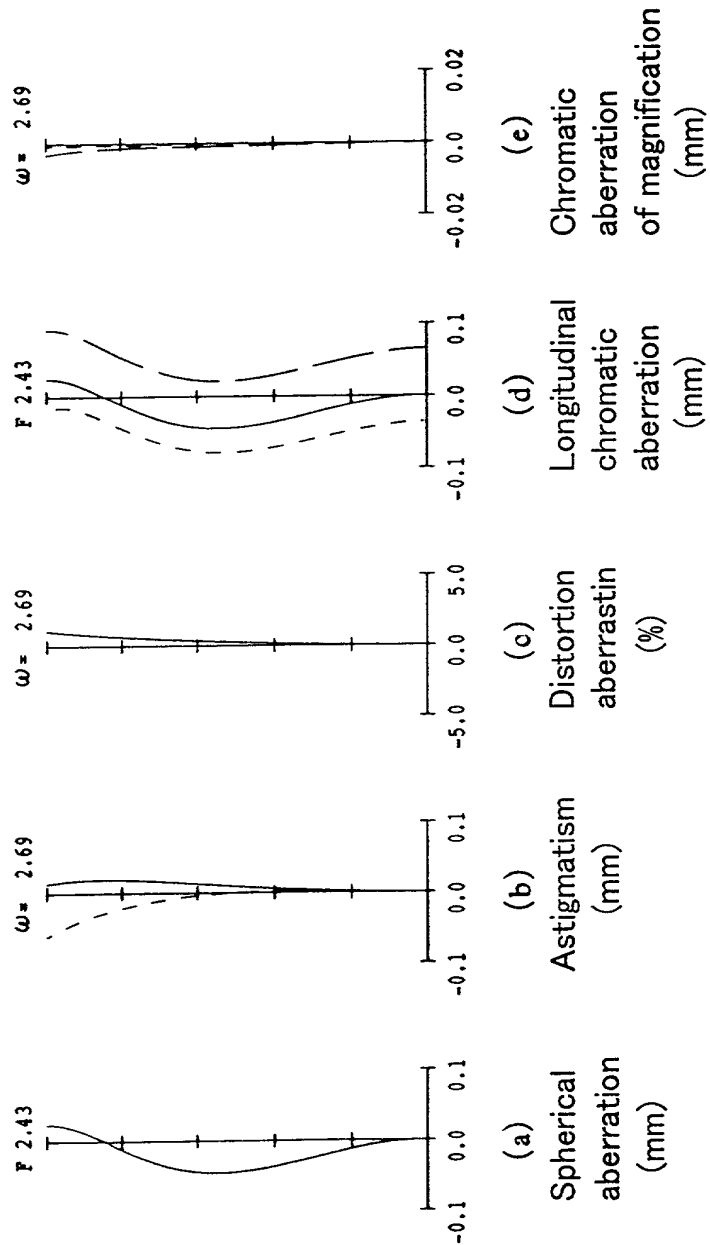 F 2.43
-0.1 0.0 0.1
(a)
Spherical
aberration
(mm)
ω= 2.69
-0.1 0.0 0.1
(b)
Astigmatism
(mm)
ω= 2.69
-5.0 0.0 5.0
(c)
Distortion
aberrastin
(%)
F 2.43
-0.1 0.0 0.1
(d)
Longitudinal
chromatic
aberration
(mm)
ω= 2.69
-0.02 0.0 0.02
(e)
Chromatic
aberration
of magnification
(mm)